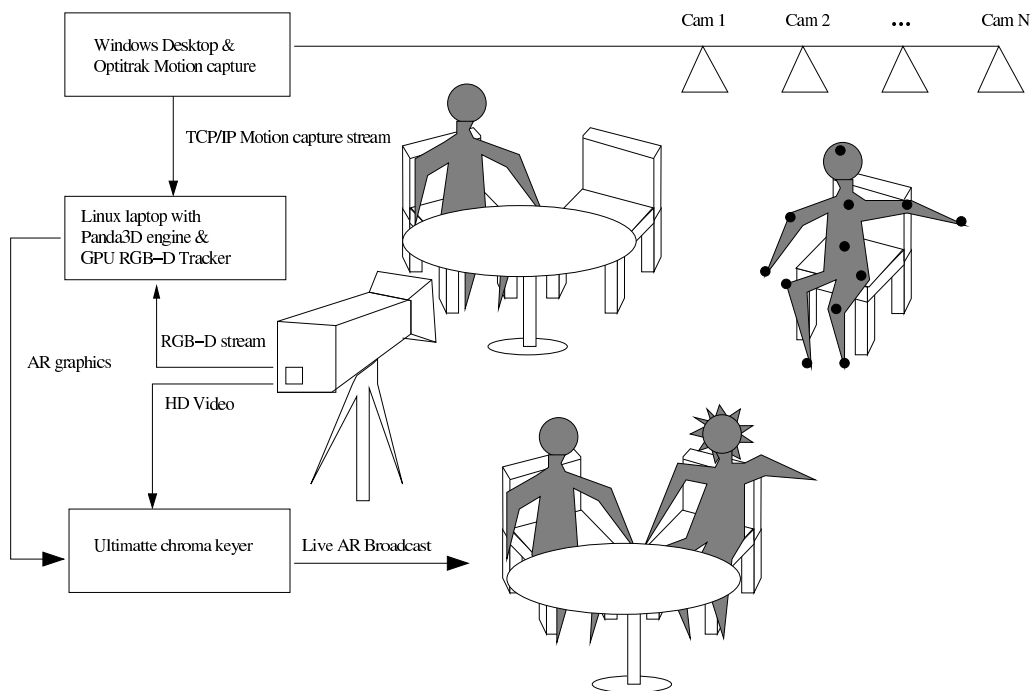 Windows Desktop &
Optitrak Motion capture
Cam 1
Cam 2
...
Cam N
TCP/IP Motion capture stream
Linux laptop with
Panda3D engine &
GPU RGB-D Tracker
RGB-D stream
AR graphics
HD Video
Ultimatte chroma keyer
Live AR Broadcast